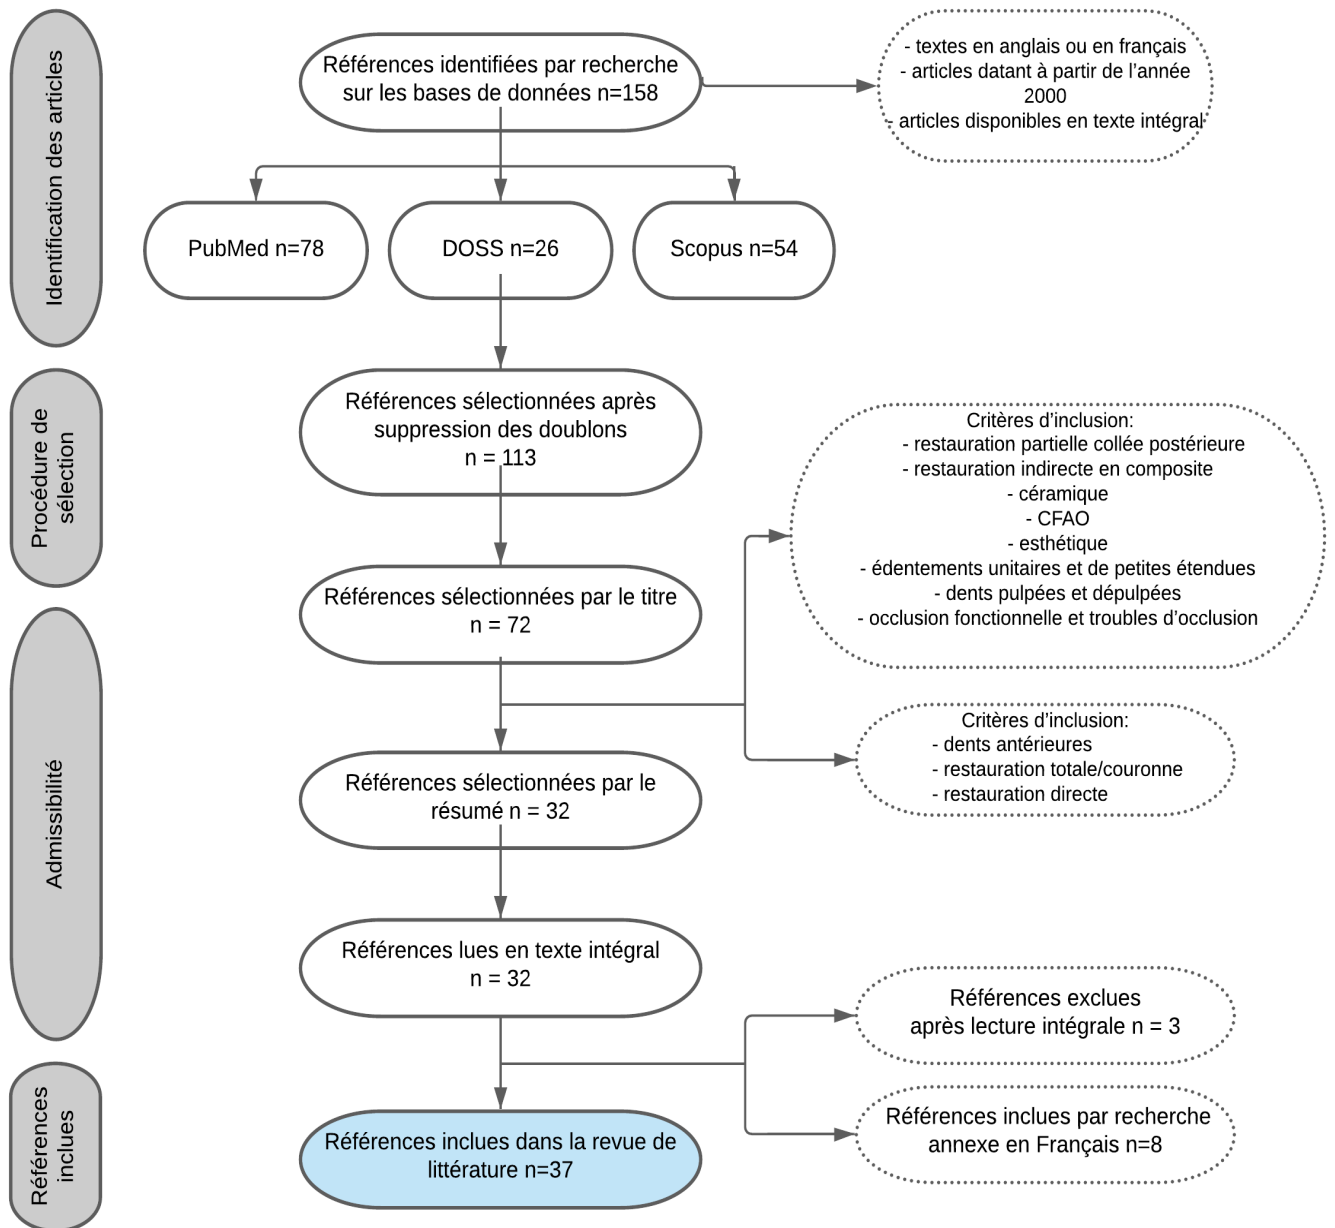 Identification des articles
Références identifiées par recherche
sur les bases de données n=158
- textes en anglais ou en français
- articles datant à partir de l’année
2000
- articles disponibles en texte intégral
PubMed n=78
DOSS n=26
Scopus n=54
Procédure de
sélection
Références sélectionnées après
suppression des doublons
n = 113
Critères d’inclusion:
- restauration partielle collée postérieure
- restauration indirecte en composite
- céramique
- CFAO
- esthétique
- édentements unitaires et de petites étendues
- dents pulpées et dépulpées
- occlusion fonctionnelle et troubles d’occlusion
Références sélectionnées par le titre
n = 72
Admissibilité
Critères d’inclusion:
- dents antérieures
- restauration totale/couronne
- restauration directe
Références sélectionnées par le
résumé n = 32
Références lues en texte intégral
n = 32
Références exclues
après lecture intégrale n = 3
Références
inclues
Références inclues par recherche
annexe en Français n=8
Références inclues dans la revue de
littérature n=37